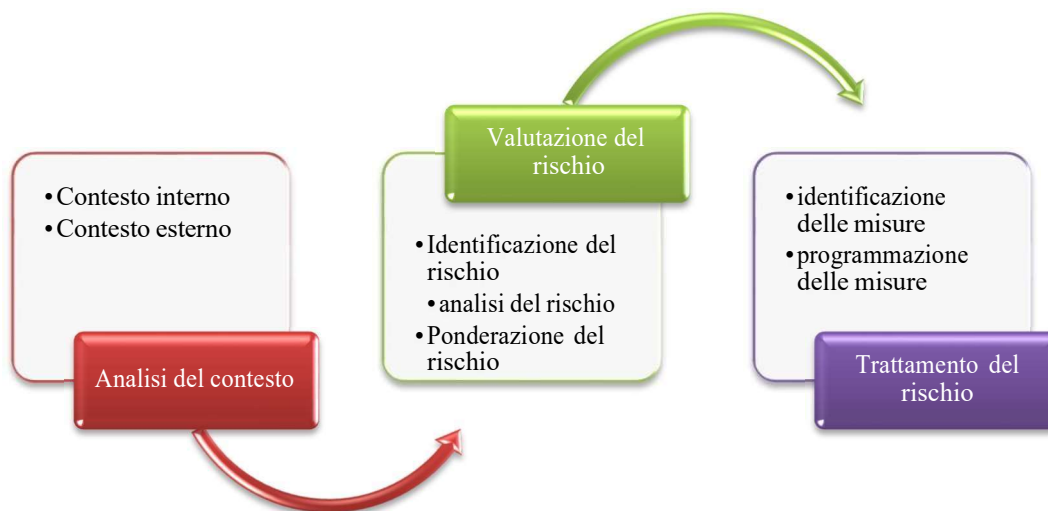 • Contesto interno
• Contesto esterno
Analisi del contesto
Valutazione del
rischio
• Identificazione del
rischio
• analisi del rischio
• Ponderazione del
rischio
• identificazione
delle misure
• programmazione
delle misure
Trattamento del
rischio